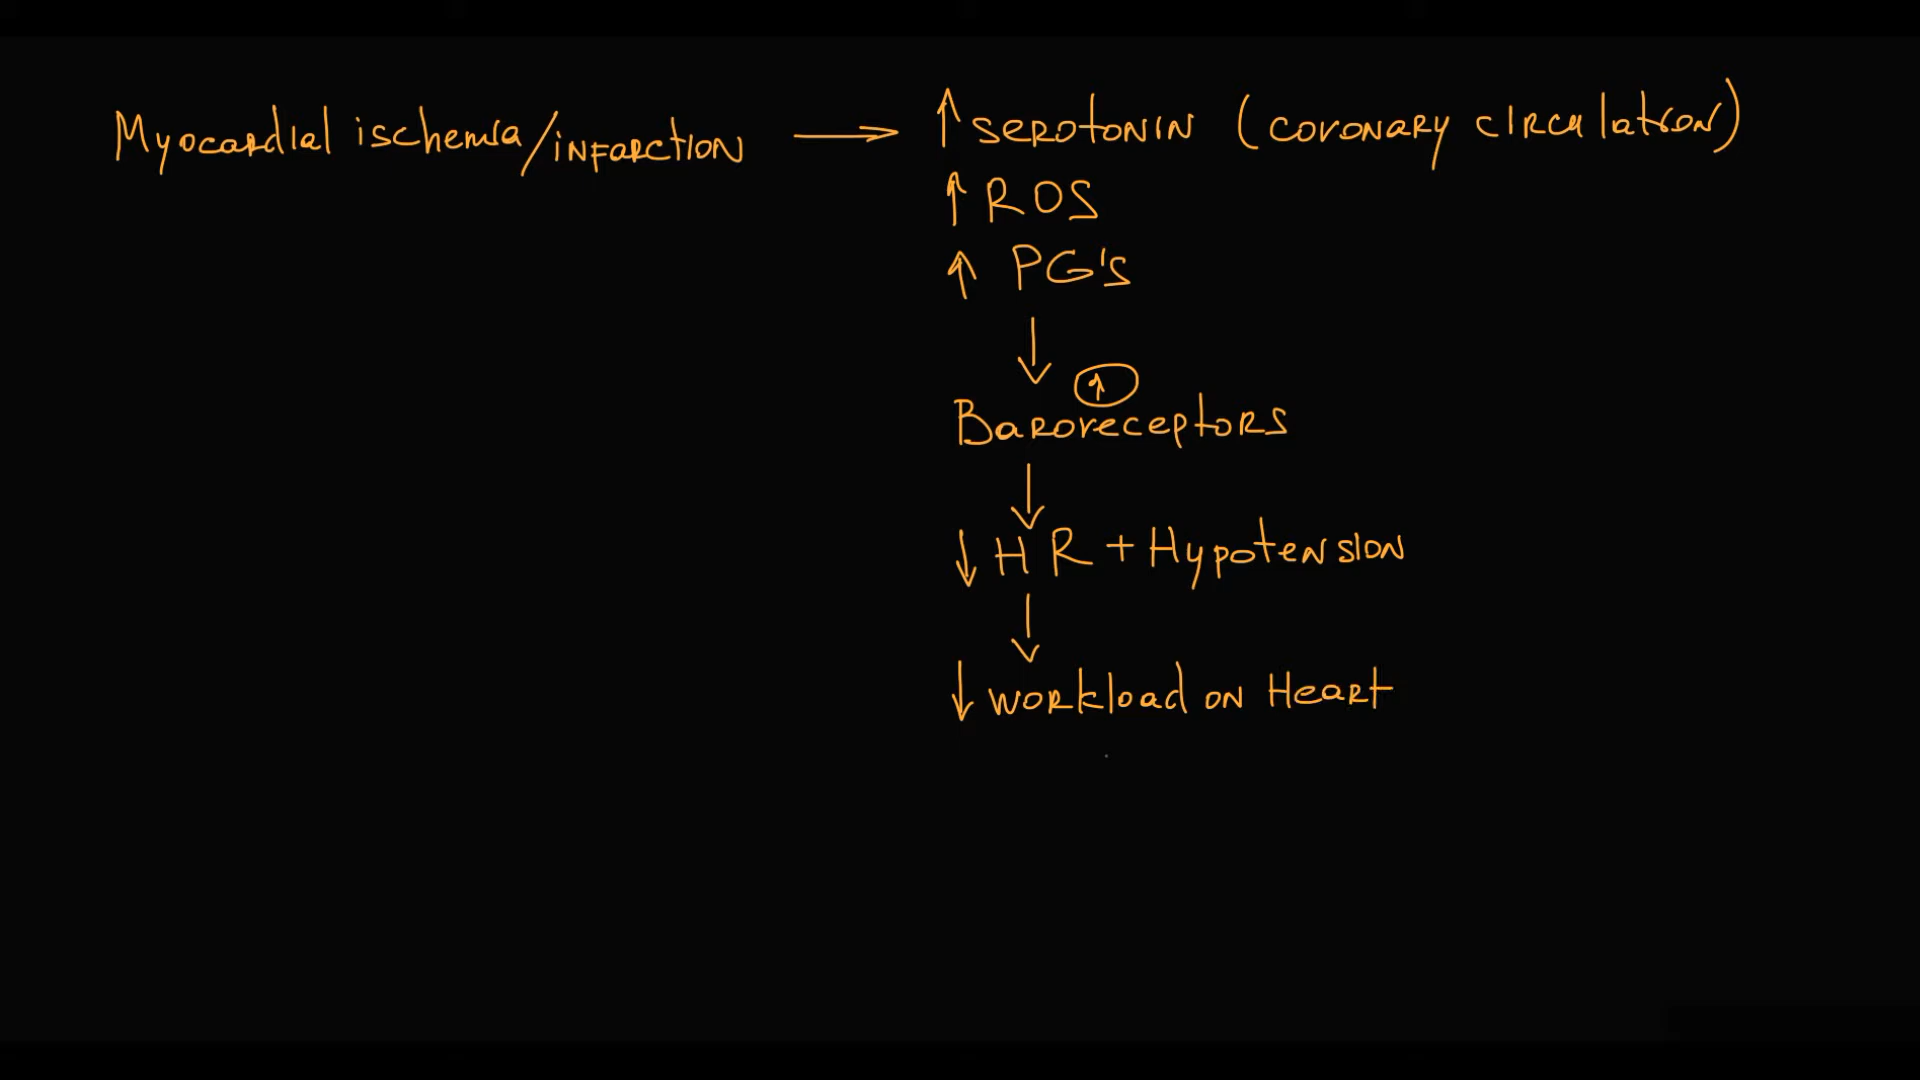 Myocardial ischemia/infarction → ↑ serotonin (coronary circulation)
↑ ROS
↑ PG's
↓
↑
Baroreceptors
↓
↓ HR + Hypotension
↓
↓ workload on Heart